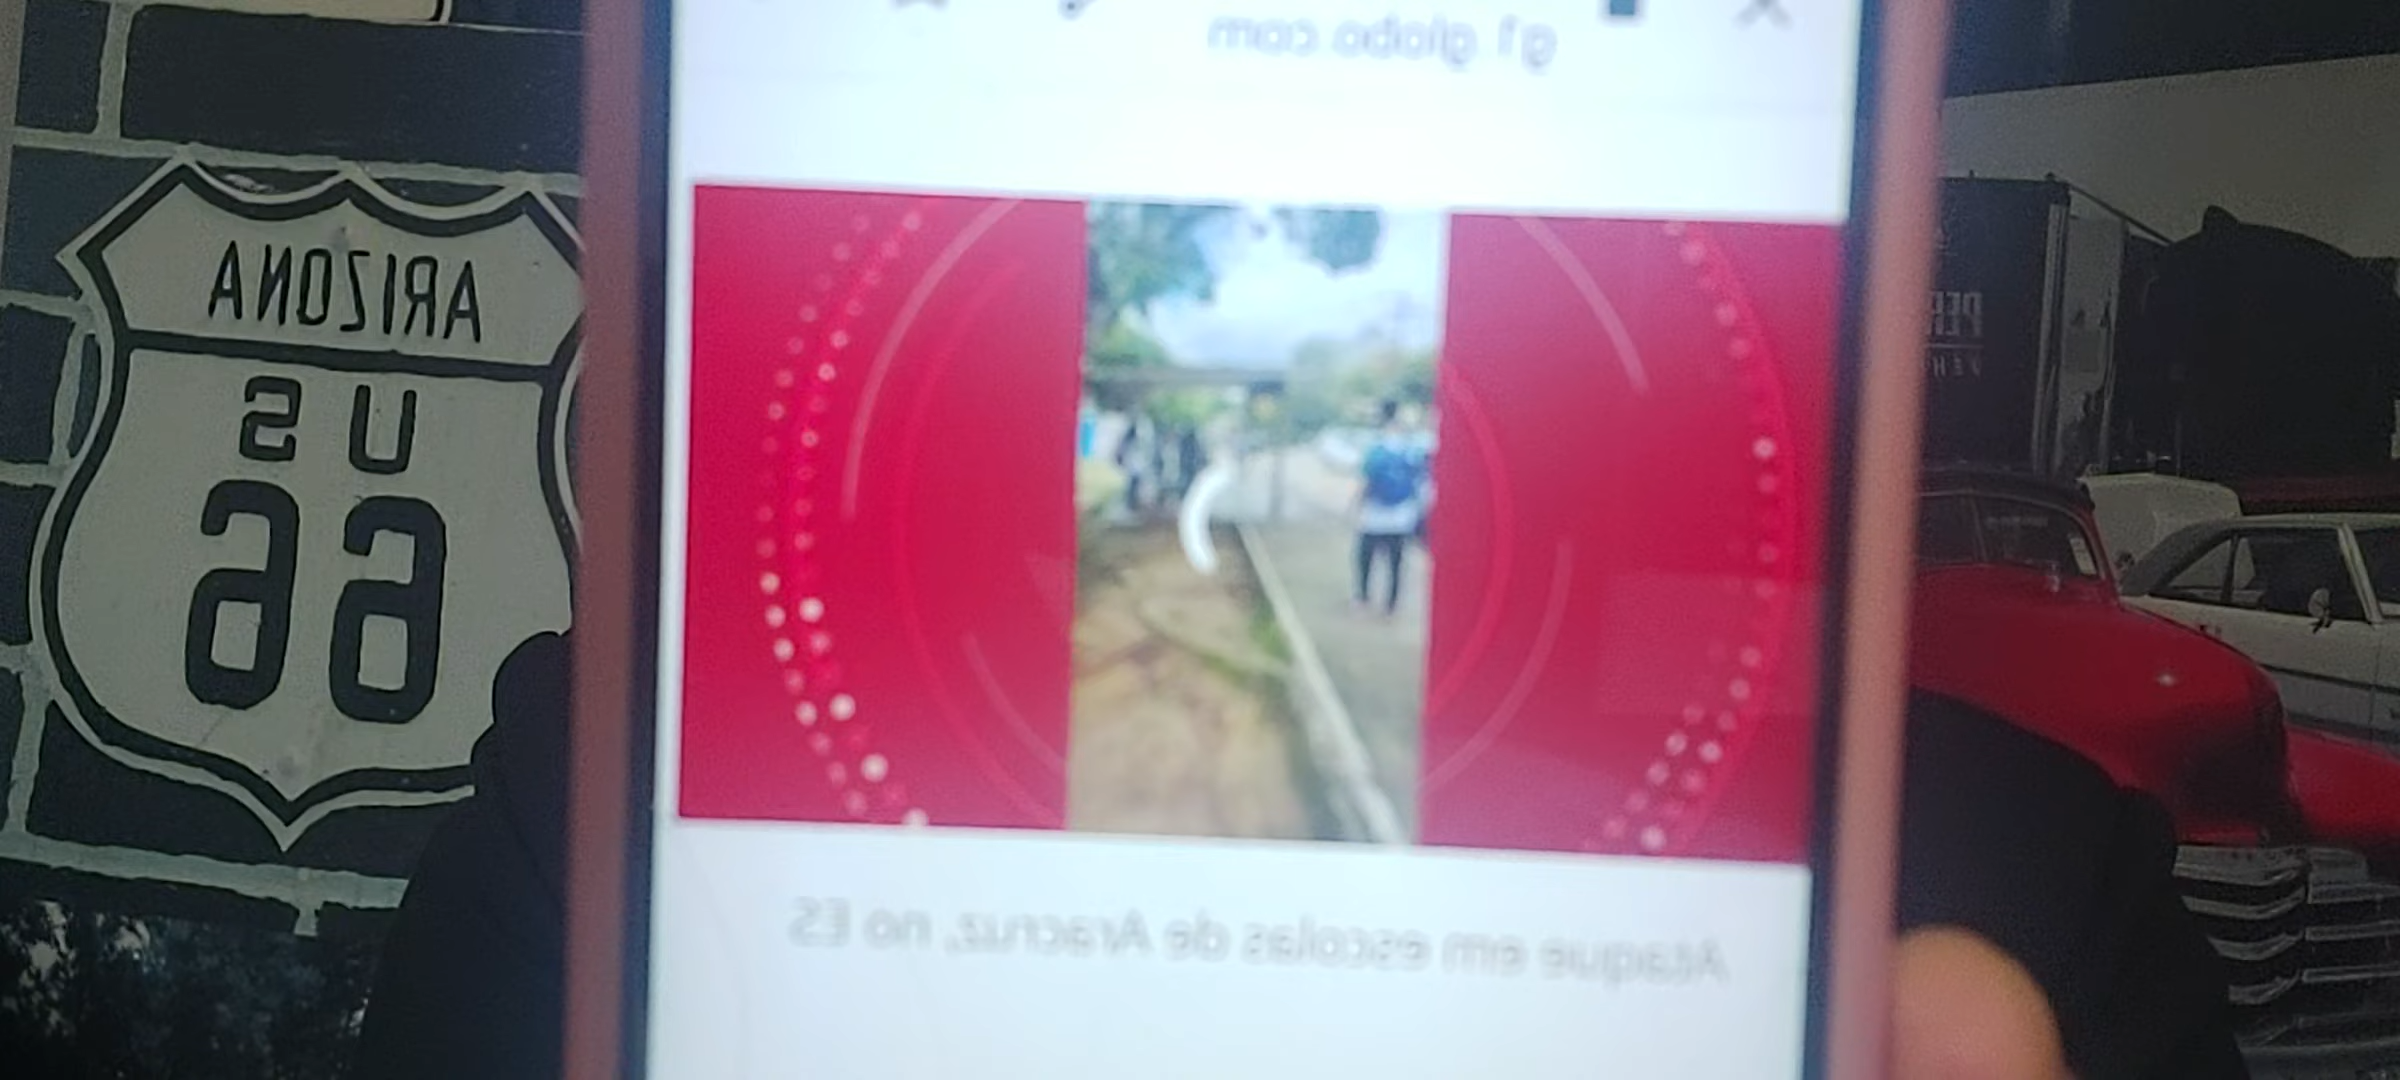 g1.globo.com
ARIZONA
US
66
Ataque em escolas de Aracruz, no ES